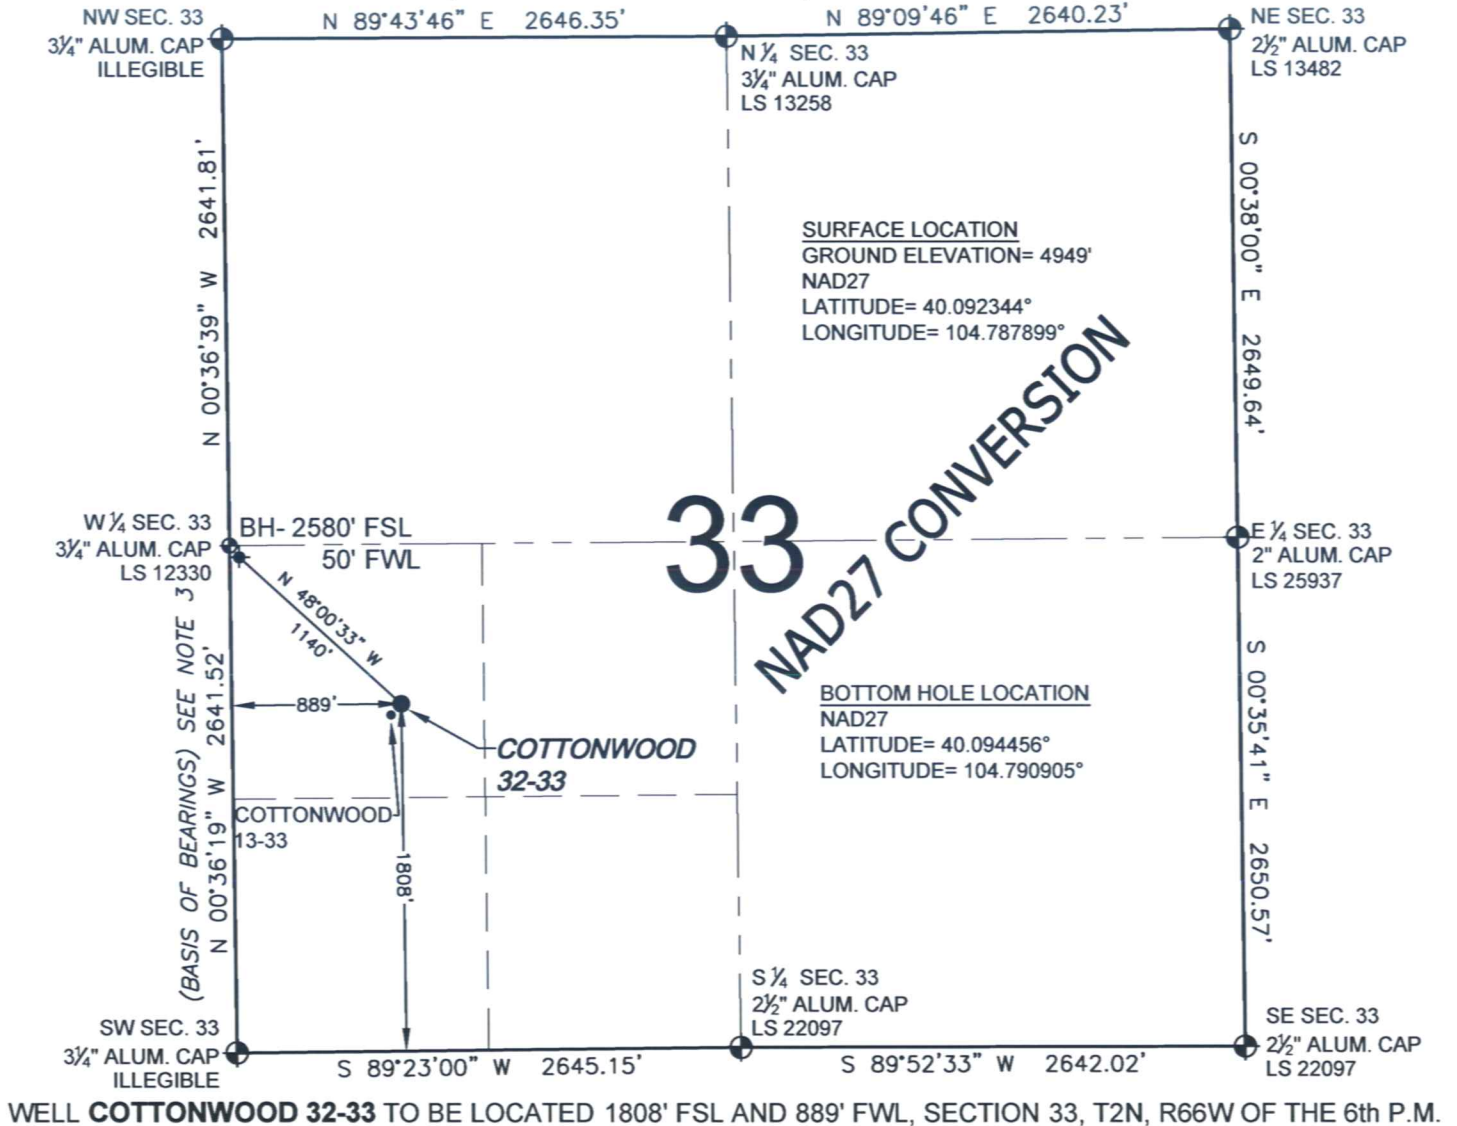 NW SEC. 33
3¼" ALUM. CAP
ILLEGIBLE
N 89°43'46" E 2646.35'
N 89°09'46" E 2640.23'
NE SEC. 33
2½" ALUM. CAP
LS 13482
N ¼ SEC. 33
3¼" ALUM. CAP
LS 13258
N 00°36'39" W 2641.81'
S 00°38'00" E 2649.64'
SURFACE LOCATION
GROUND ELEVATION= 4949'
NAD27
LATITUDE= 40.092344°
LONGITUDE= 104.787899°
NAD27 CONVERSION
33
W ¼ SEC. 33
3¼" ALUM. CAP
LS 12330
BH- 2580' FSL
50' FWL
E ¼ SEC. 33
2" ALUM. CAP
LS 25937
N 48°00'33" W
1140'
889'
COTTONWOOD
32-33
COTTONWOOD
13-33
1808'
(BASIS OF BEARINGS) SEE NOTE 3
N 00°36'19" W 2641.52'
BOTTOM HOLE LOCATION
NAD27
LATITUDE= 40.094456°
LONGITUDE= 104.790905°
S 00°35'41" E 2650.57'
SW SEC. 33
3¼" ALUM. CAP
ILLEGIBLE
S 89°23'00" W 2645.15'
S ¼ SEC. 33
2½" ALUM. CAP
LS 22097
S 89°52'33" W 2642.02'
SE SEC. 33
2½" ALUM. CAP
LS 22097
WELL COTTONWOOD 32-33 TO BE LOCATED 1808' FSL AND 889' FWL, SECTION 33, T2N, R66W OF THE 6th P.M.